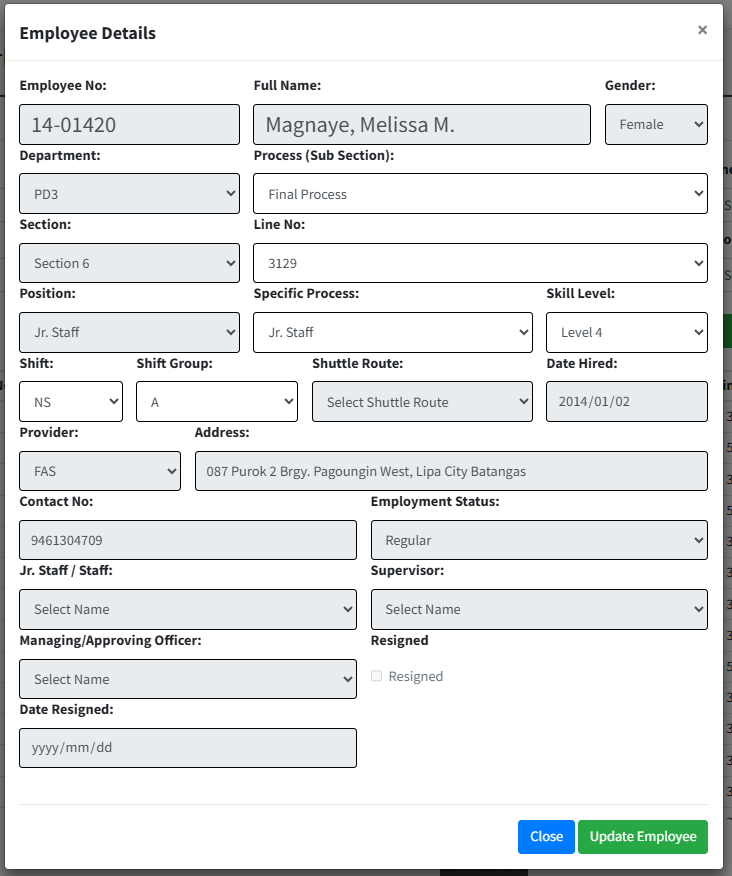 Employee Details ×
Employee No: Full Name: Gender:
14-01420 Magnaye, Melissa M. Female
Department: Process (Sub Section):
PD3 Final Process
Section: Line No:
Section 6 3129
Position: Specific Process: Skill Level:
Jr. Staff Jr. Staff Level 4
Shift: Shift Group: Shuttle Route: Date Hired:
NS A Select Shuttle Route 2014/01/02
Provider: Address:
FAS 087 Purok 2 Brgy. Pagoungin West, Lipa City Batangas
Contact No: Employment Status:
9461304709 Regular
Jr. Staff / Staff: Supervisor:
Select Name Select Name
Managing/Approving Officer: Resigned
Select Name Resigned
Date Resigned:
yyyy/mm/dd
Close Update Employee